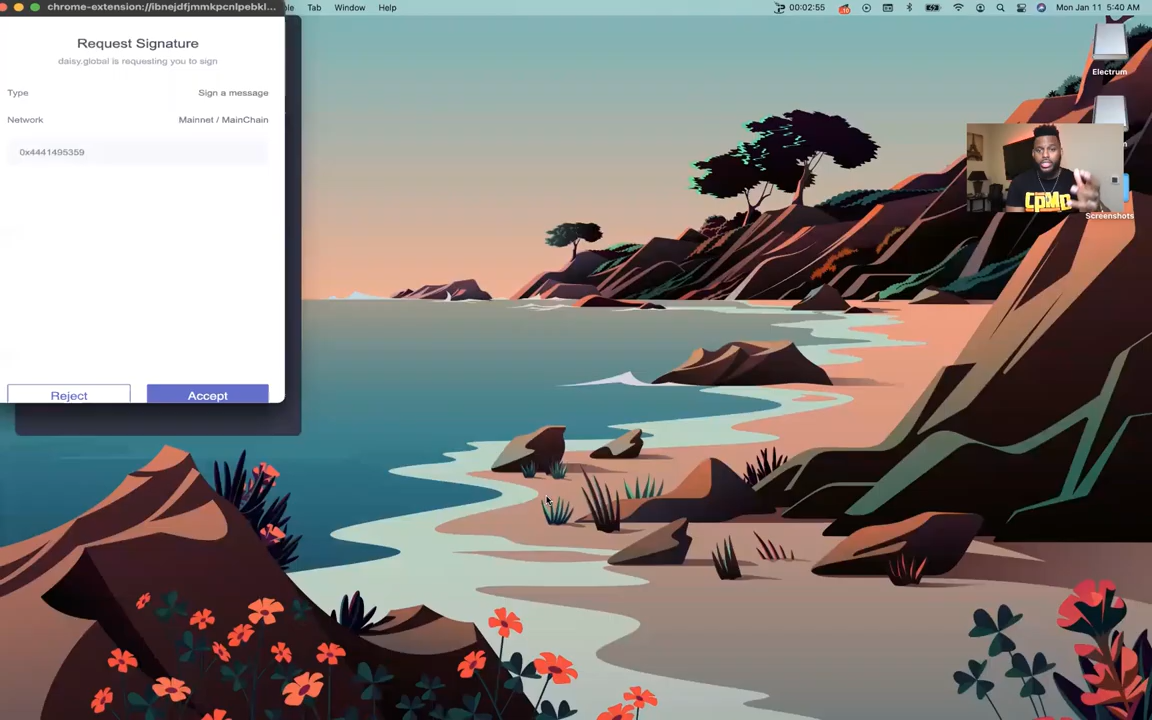 chrome-extension://ibnejdfjmmkpcnlpebkl...
Tab Window Help
00:02:55
Mon Jan 11 5:40 AM
Request Signature
daisy.global is requesting you to sign
Type Sign a message
Network Mainnet / MainChain
0x4441495359
Reject Accept
Electrum
Screenshots